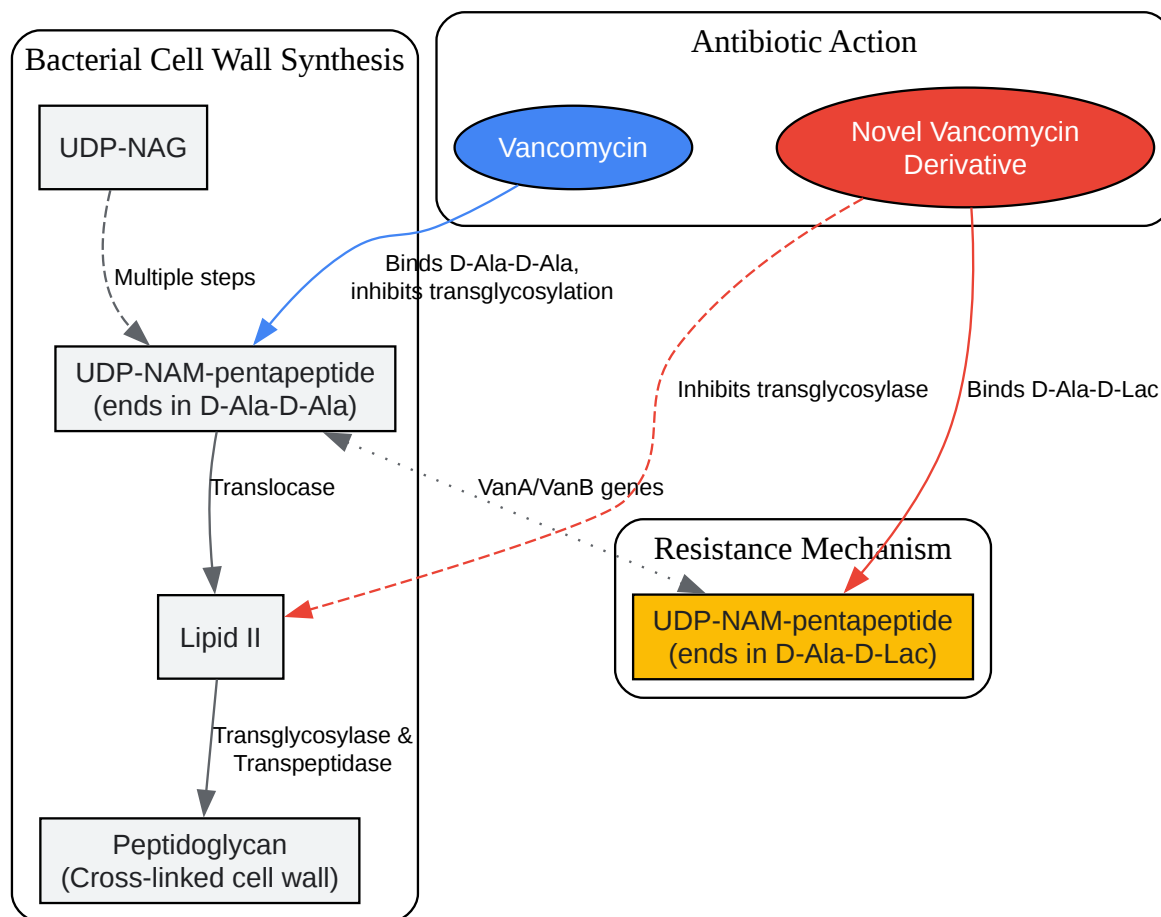 Bacterial Cell Wall Synthesis
Antibiotic Action
UDP-NAG
Vancomycin
Novel Vancomycin
Derivative
Multiple steps
Binds D-Ala-D-Ala,
inhibits transglycosylation
UDP-NAM-pentapeptide
(ends in D-Ala-D-Ala)
Inhibits transglycosylase
Binds D-Ala-D-Lac
Translocase
VanA/VanB genes
Resistance Mechanism
Lipid II
UDP-NAM-pentapeptide
(ends in D-Ala-D-Lac)
Transglycosylase &
Transpeptidase
Peptidoglycan
(Cross-linked cell wall)